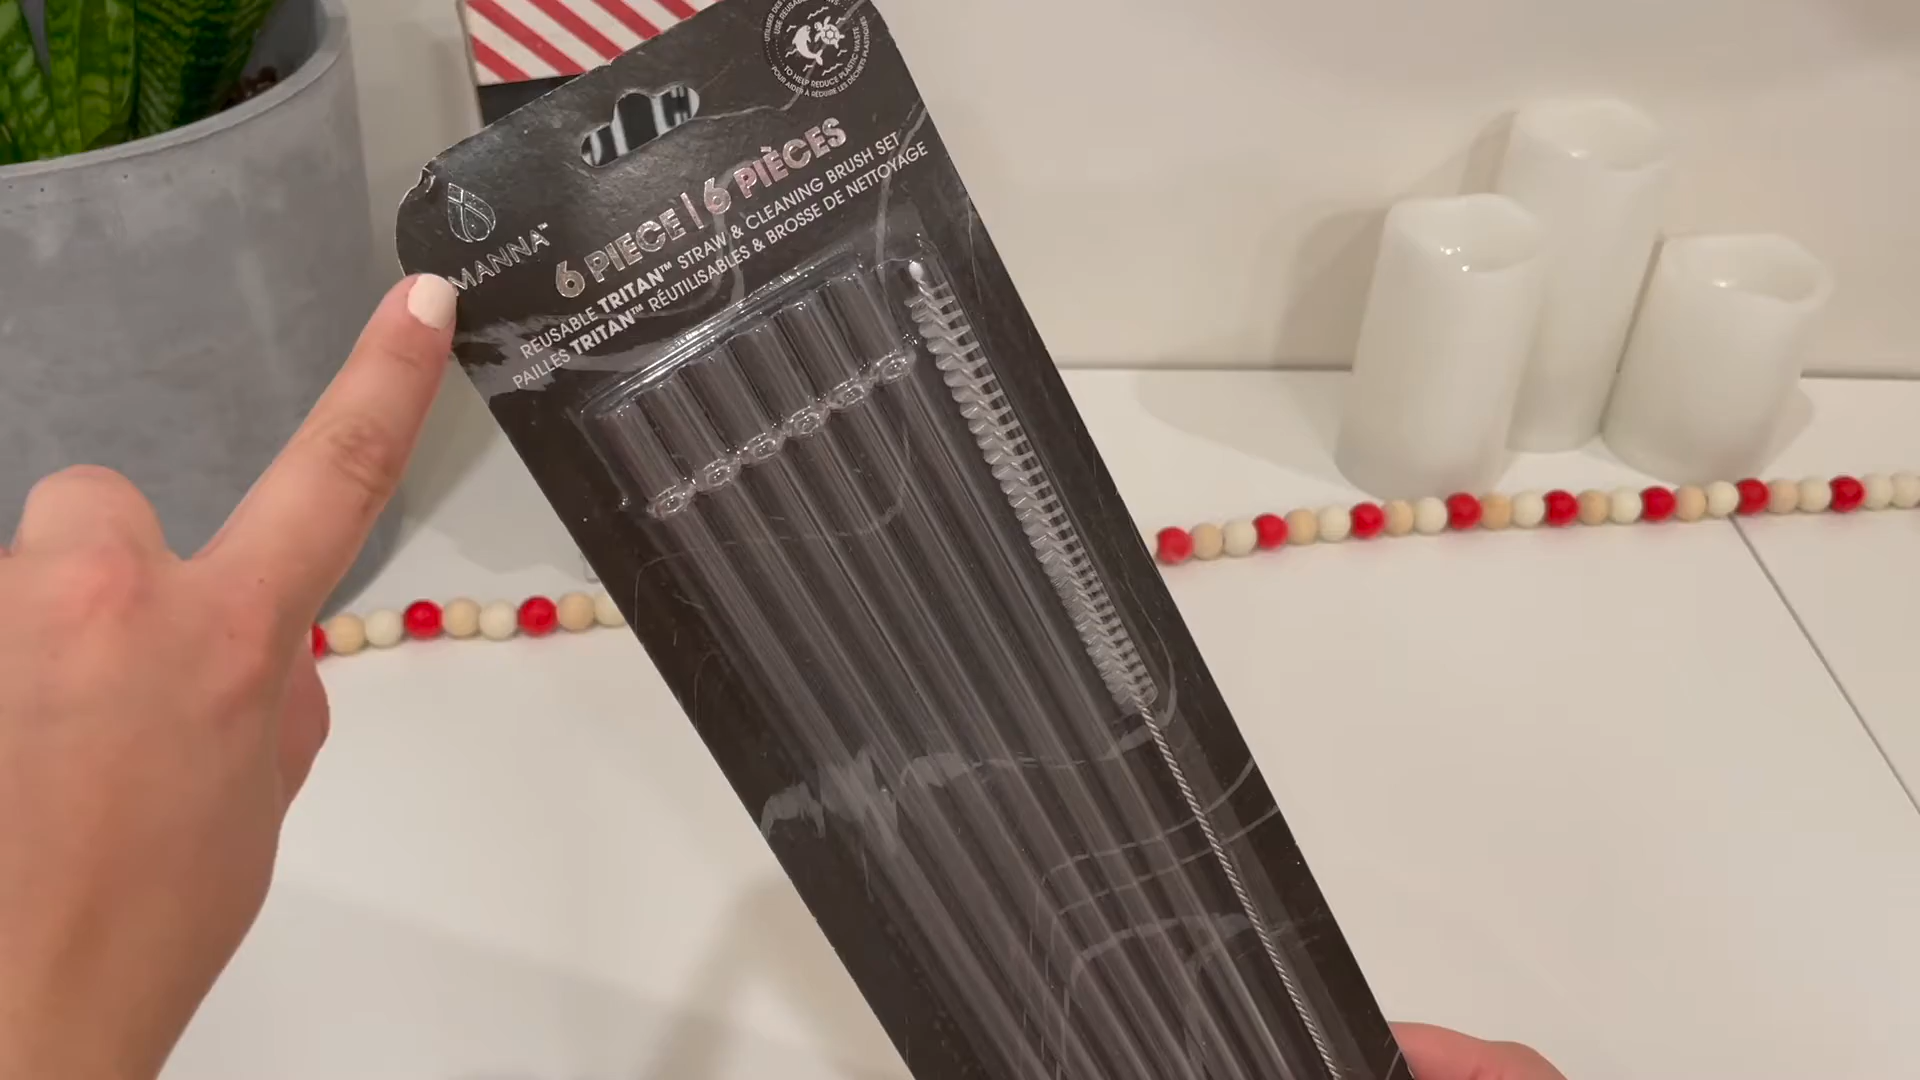 MANNA™
6 PIECE | 6 PIÈCES
REUSABLE TRITAN™ STRAW & CLEANING BRUSH SET
PAILLES TRITAN™ RÉUTILISABLES & BROSSE DE NETTOYAGE
TO HELP REDUCE PLASTIC WASTE
POUR AIDER À RÉDUIRE LES DÉCHETS PLASTIQUES